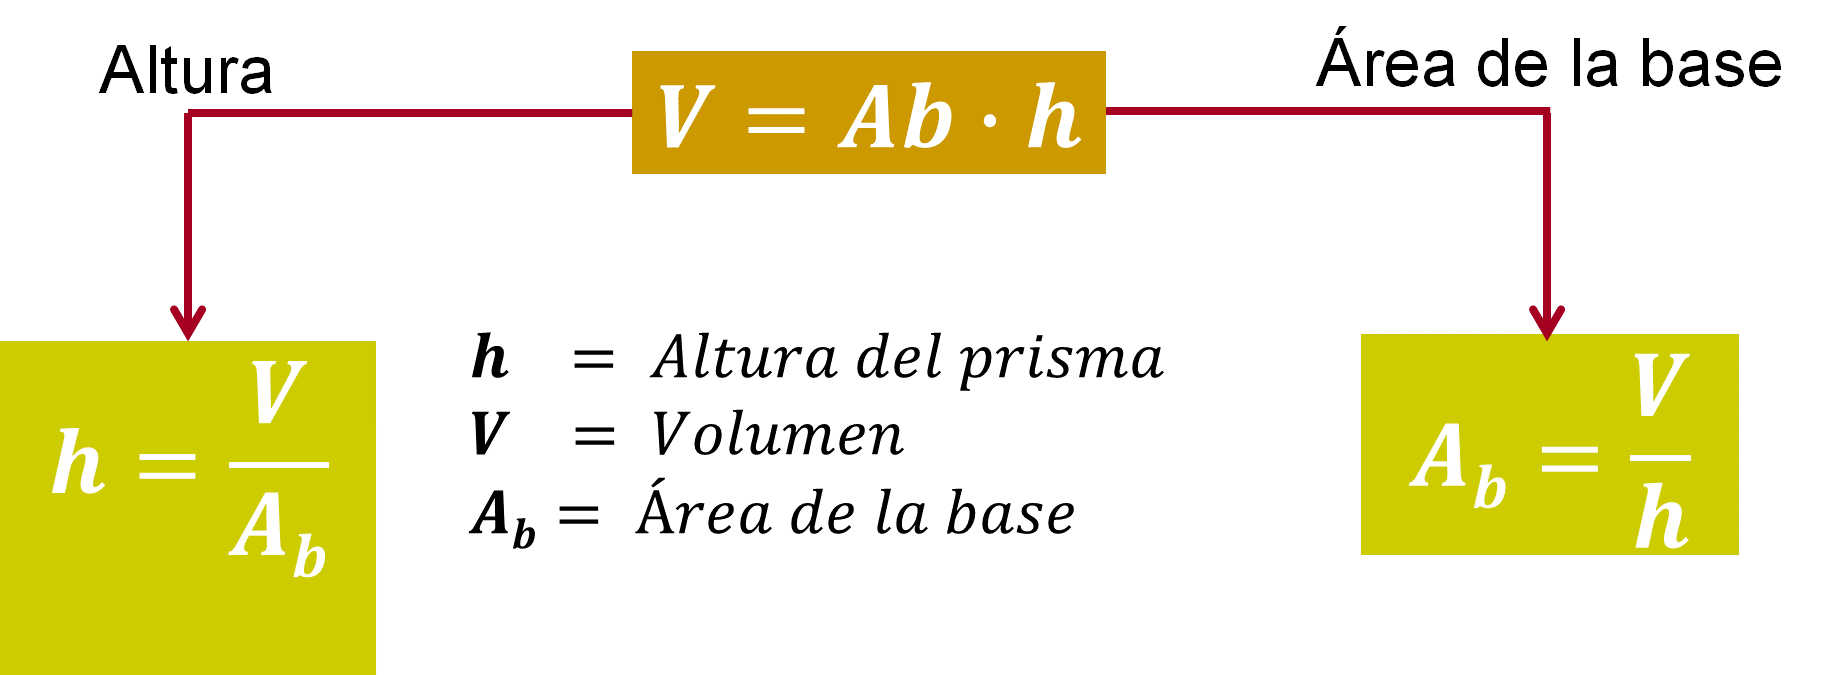 Altura
V = Ab · h
Área de la base
h = V / A_b
h = Altura del prisma
V = Volumen
A_b = Área de la base
A_b = V / h